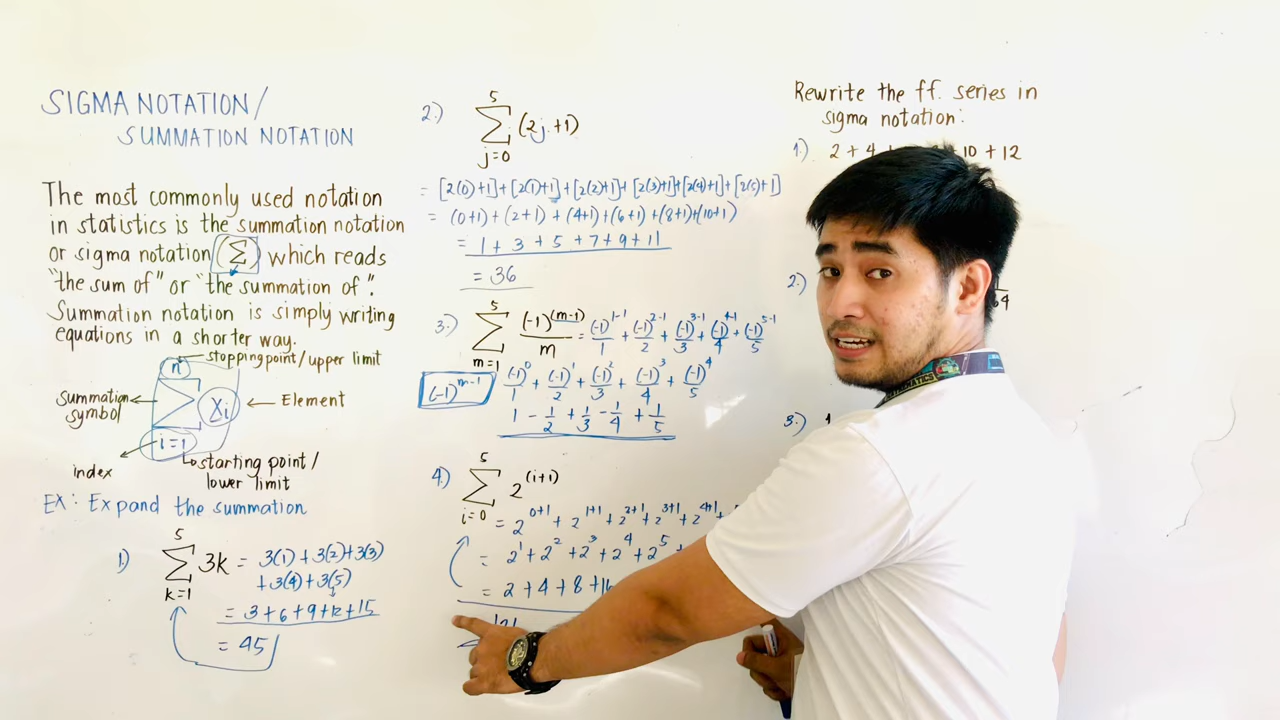 SIGMA NOTATION/
SUMMATION NOTATION
The most commonly used notation
in statistics is the summation notation
or sigma notation (Σ) which reads
"the sum of" or "the summation of".
Summation notation is simply writing
equations in a shorter way.
n → stopping point/upper limit
Summation
symbol
Xi ← Element
i=1
index
starting point/
lower limit
Ex: Expand the summation
1.) 5 Σ k=1 3k = 3(1)+3(2)+3(3)
+3(4)+3(5)
= 3+6+9+12+15
= 45
2.) 5 Σ j=0 (2j+1)
= [2(0)+1]+[2(1)+1]+[2(2)+1]+[2(3)+1]+[2(4)+1]+[2(5)+1]
= (0+1)+(2+1)+(4+1)+(6+1)+(8+1)+(10+1)
= 1+3+5+7+9+11
= 36
3.) 5 Σ m=1 (-1)^(m-1)/m = (-1)^1-1/1 + (-1)^2-1/2 + (-1)^3-1/3 + (-1)^4-1/4 + (-1)^5-1/5
(-1)^m-1 (-1)^0/1 + (-1)^1/2 + (-1)^2/3 + (-1)^3/4 + (-1)^4/5
1 - 1/2 + 1/3 - 1/4 + 1/5
4.) 5 Σ i=0 2^(i+1)
= 2^0+1 + 2^1+1 + 2^2+1 + 2^3+1 + 2^4+1 +
= 2^1 + 2^2 + 2^3 + 2^4 + 2^5
= 2+4+8+16
Rewrite the ff. series in
sigma notation:
1.) 2 + 4 + 10 + 12
2.) 64
3.)